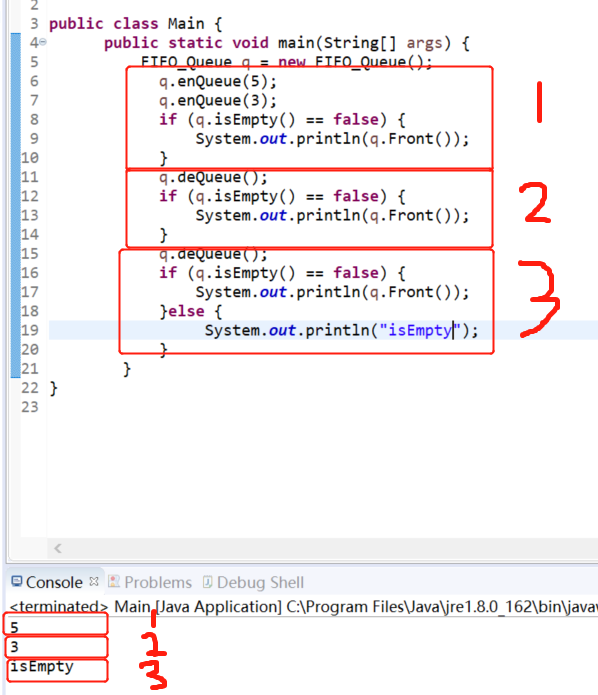 2
3 public class Main {
4 public static void main(String[] args) {
5 FIFO_Queue q = new FIFO_Queue();
6 q.enQueue(5);
7 q.enQueue(3);
8 if (q.isEmpty() == false) {
9 System.out.println(q.Front());
10 }
1
11 q.deQueue();
12 if (q.isEmpty() == false) {
13 System.out.println(q.Front());
14 }
2
15 q.deQueue();
16 if (q.isEmpty() == false) {
17 System.out.println(q.Front());
18 }else {
19 System.out.println("isEmpty");
20 }
3
21 }
22 }
23
Console Problems Debug Shell
<terminated> Main [Java Application] C:\Program Files\Java\jre1.8.0_162\bin\javaw
5 1
3 2
isEmpty 3